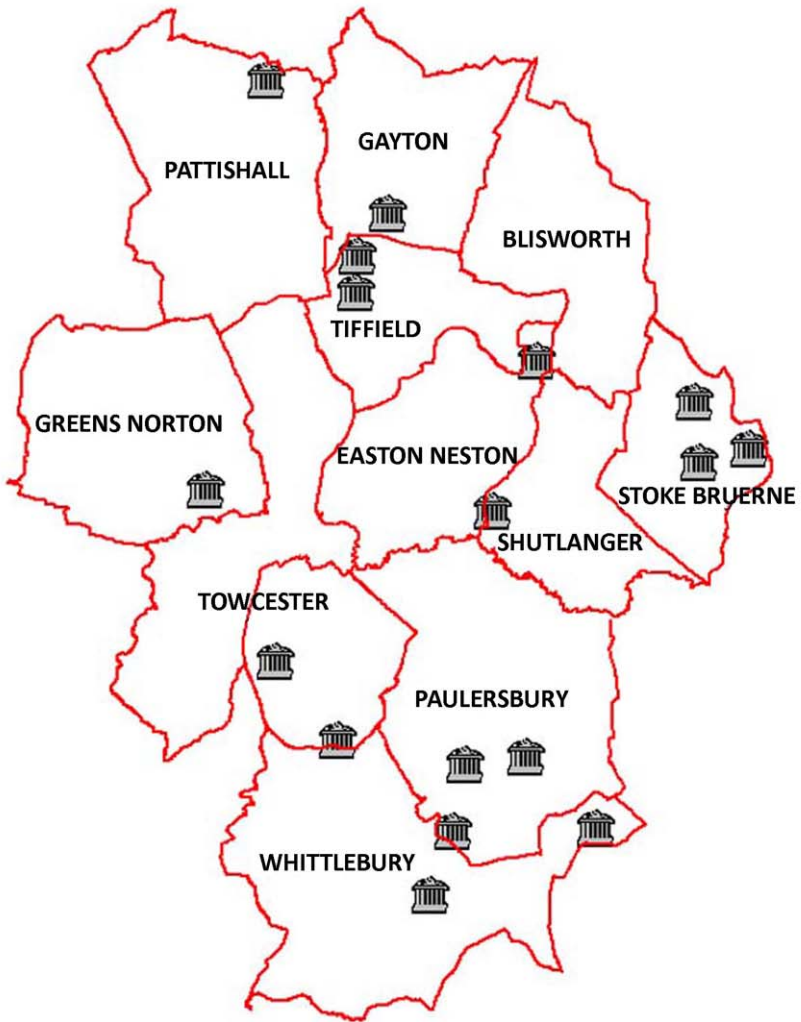 GAYTON
PATTISHALL
BLISWORTH
TIFFIELD
GREENS NORTON
EASTON NESTON
STOKE BRUERNE
SHUTLANGER
TOWCESTER
PAULERSBURY
WHITTLEBURY